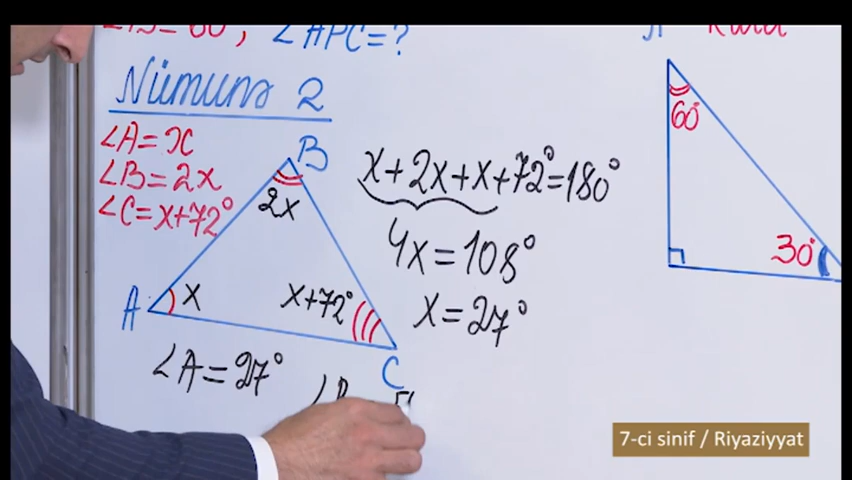 ∠APC=?
Nümunə 2
∠A=x
∠B=2x
∠C=x+72°
B
2x
A
x
x+72°
C
x+2x+x+72°=180°
4x=108°
x=27°
∠A=27°
60°
30°
7-ci sinif / Riyaziyyat